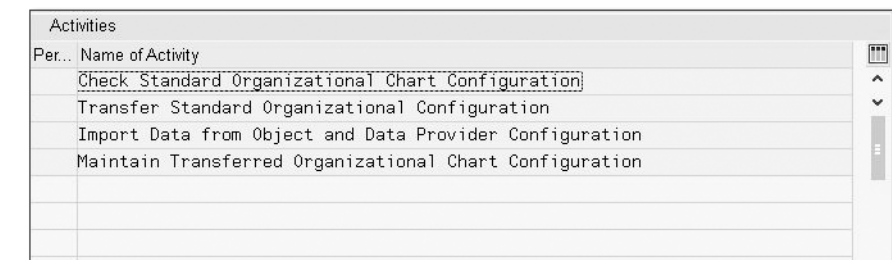 Activities
Per... Name of Activity
Check Standard Organizational Chart Configuration
Transfer Standard Organizational Configuration
Import Data from Object and Data Provider Configuration
Maintain Transferred Organizational Chart Configuration